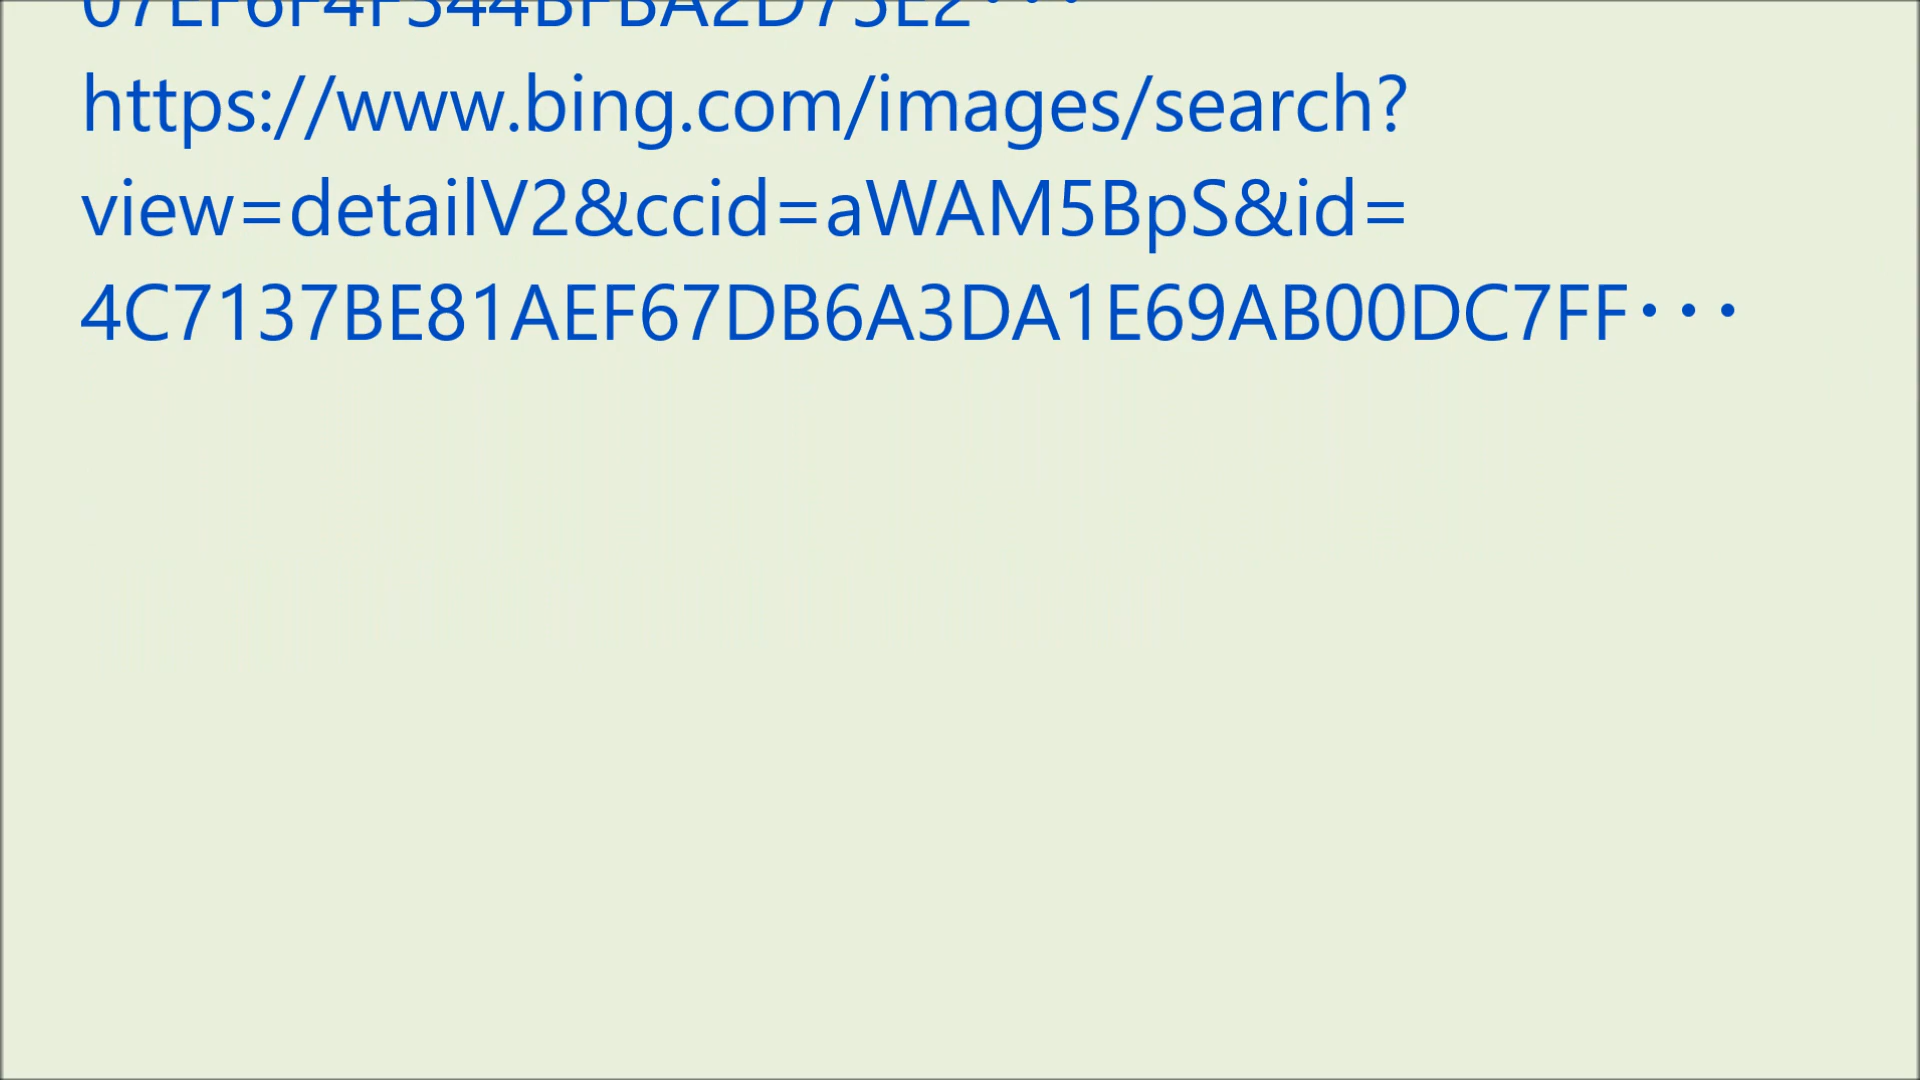 https://www.bing.com/images/search?
view=detailV2&ccid=aWAM5BpS&id=
4C7137BE81AEF67DB6A3DA1E69AB00DC7FF・・・